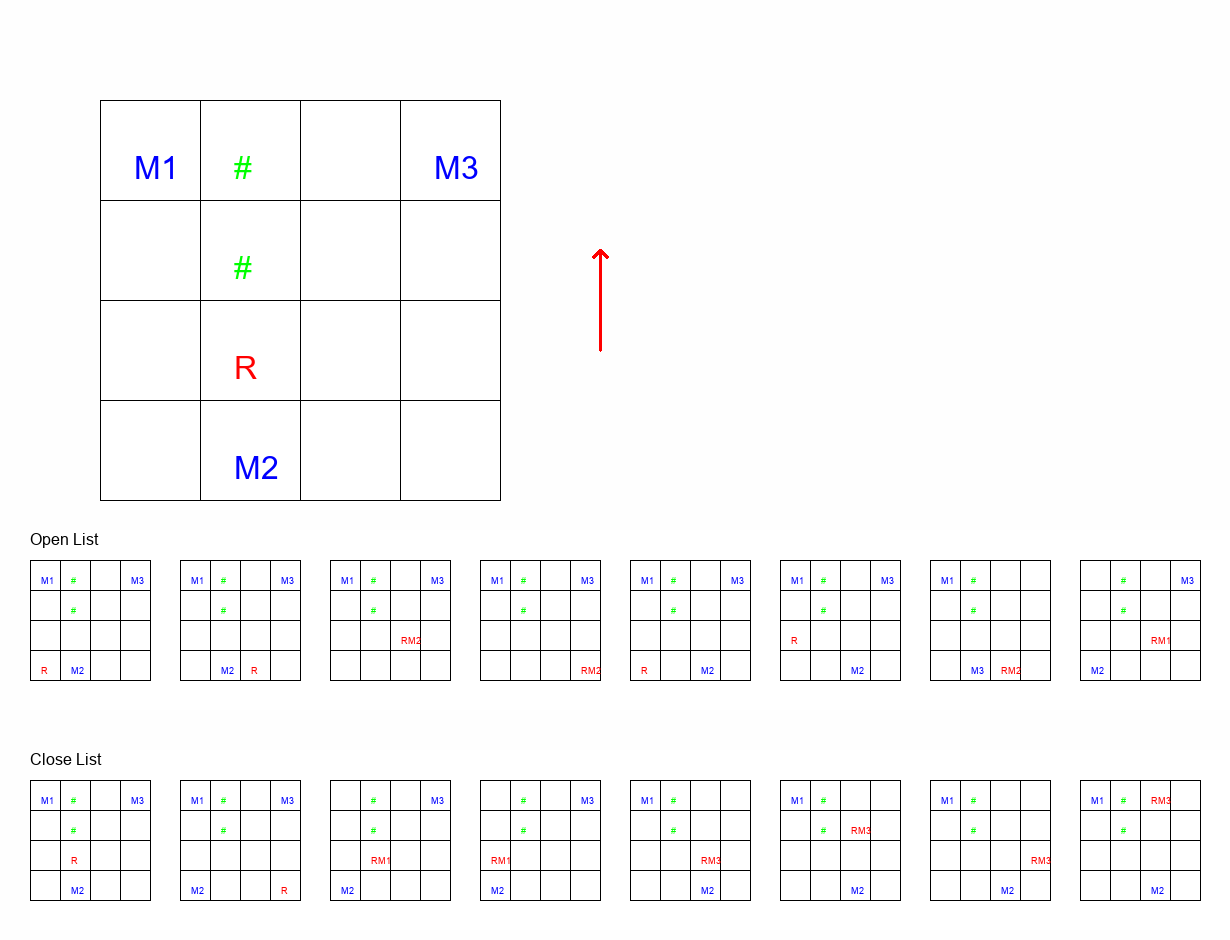 M1 # M3
#
R
M2
Open List
M1 # M3 M1 # M3 M1 # M3 M1 # M3 M1 # M3 M1 # M3 M1 # # M3
# # # # # # # #
RM2 R RM1
R M2 M2 R RM2 R M2 M2 M3 RM2 M2
Close List
M1 # M3 M1 # M3 # M3 # M3 M1 # M1 # M1 # M1 # RM3
# # # # # # RM3 # #
R RM1 RM1 RM3 RM3
M2 M2 R M2 M2 M2 M2 M2 M2